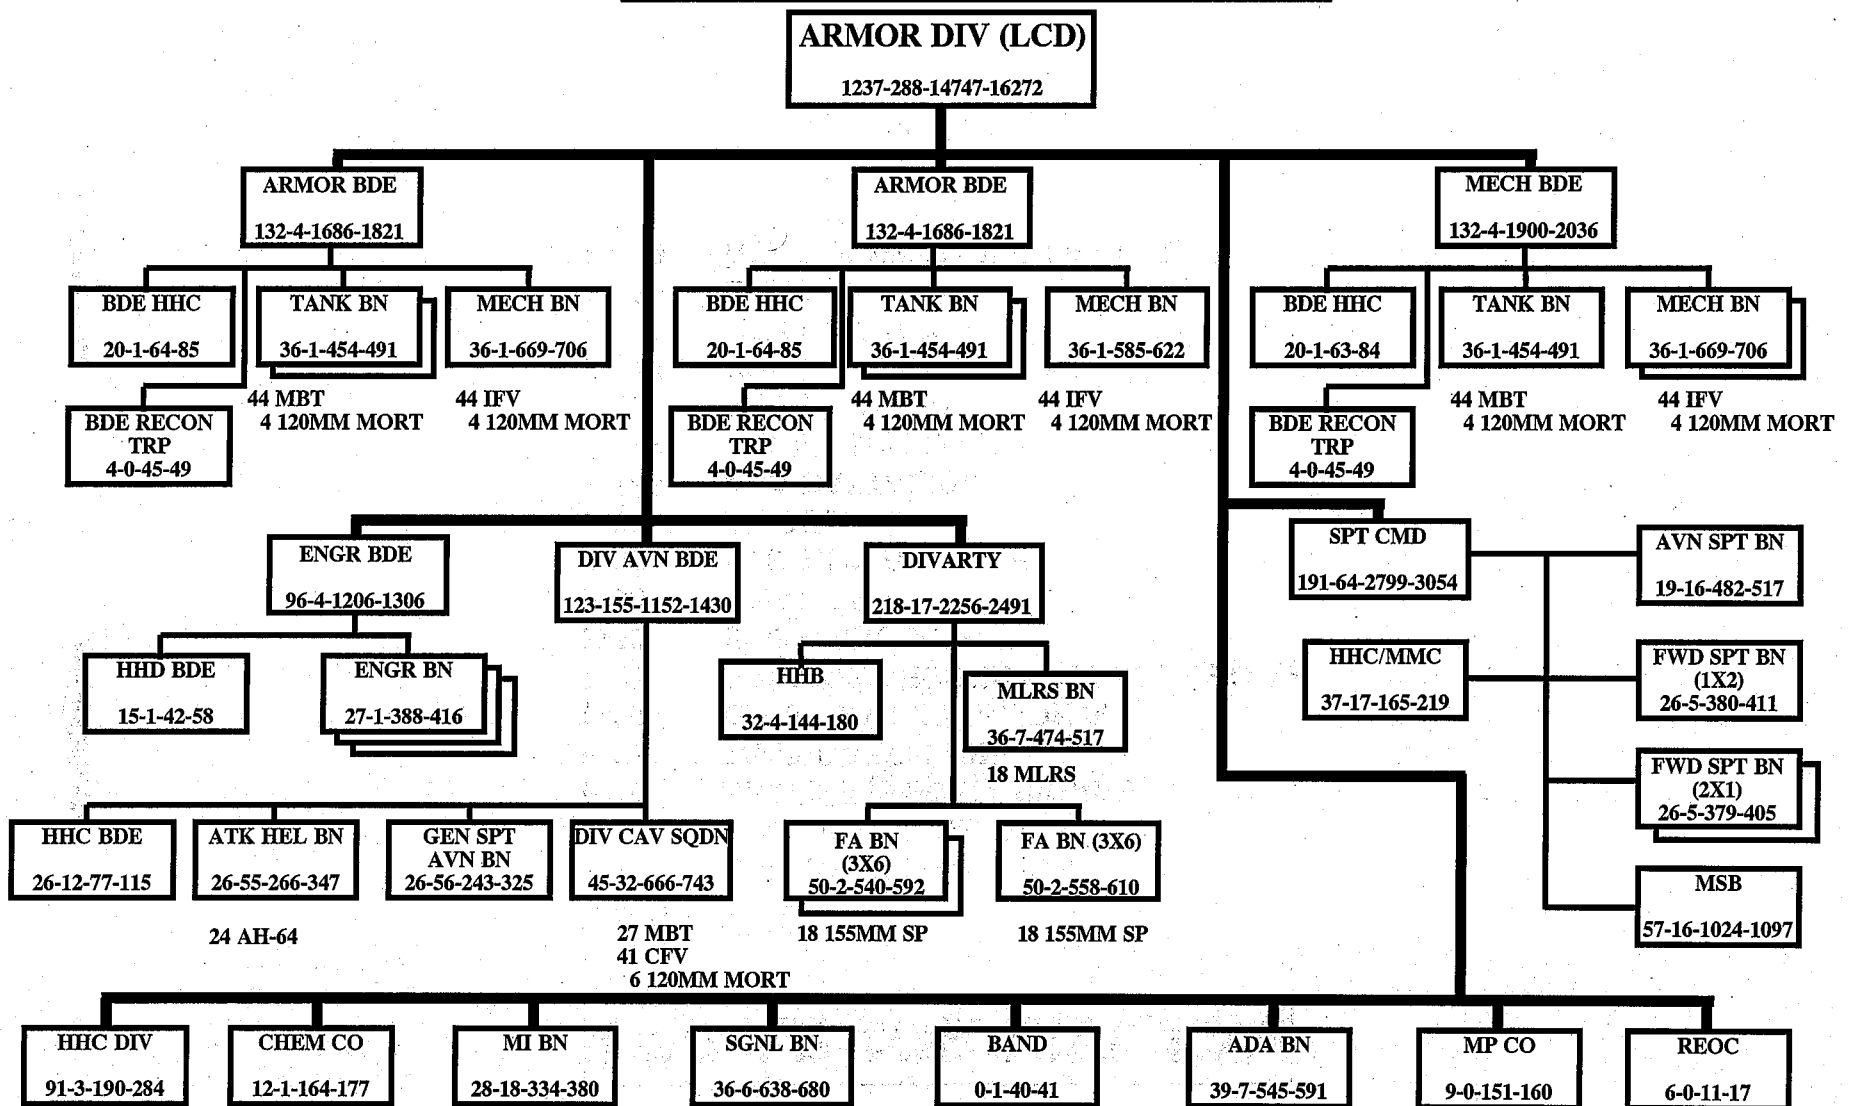 ARMOR DIV (LCD)
1237-288-14747-16272
ARMOR BDE
132-4-1686-1821
ARMOR BDE
132-4-1686-1821
MECH BDE
132-4-1900-2036
BDE HHC
20-1-64-85
TANK BN
36-1-454-491
MECH BN
36-1-669-706
BDE HHC
20-1-64-85
TANK BN
36-1-454-491
MECH BN
36-1-585-622
BDE HHC
20-1-63-84
TANK BN
36-1-454-491
MECH BN
36-1-669-706
44 MBT
4 120MM MORT
44 IFV
4 120MM MORT
44 MBT
4 120MM MORT
44 IFV
4 120MM MORT
44 MBT
4 120MM MORT
44 IFV
4 120MM MORT
BDE RECON
TRP
4-0-45-49
BDE RECON
TRP
4-0-45-49
BDE RECON
TRP
4-0-45-49
ENGR BDE
96-4-1206-1306
DIV AVN BDE
123-155-1152-1430
DIVARTY
218-17-2256-2491
SPT CMD
191-64-2799-3054
AVN SPT BN
19-16-482-517
HHD BDE
15-1-42-58
ENGR BN
27-1-388-416
HHB
32-4-144-180
MLRS BN
36-7-474-517
18 MLRS
HHC/MMC
37-17-165-219
FWD SPT BN
(1X2)
26-5-380-411
FWD SPT BN
(2X1)
26-5-379-405
MSB
57-16-1024-1097
HHC BDE
26-12-77-115
ATK HEL BN
26-55-266-347
GEN SPT
AVN BN
26-56-243-325
DIV CAV SQDN
45-32-666-743
FA BN
(3X6)
50-2-540-592
FA BN (3X6)
50-2-558-610
24 AH-64
27 MBT
41 CFV
6 120MM MORT
18 155MM SP
18 155MM SP
HHC DIV
91-3-190-284
CHEM CO
12-1-164-177
MI BN
28-18-334-380
SGNL BN
36-6-638-680
BAND
0-1-40-41
ADA BN
39-7-545-591
MP CO
9-0-151-160
REOC
6-0-11-17